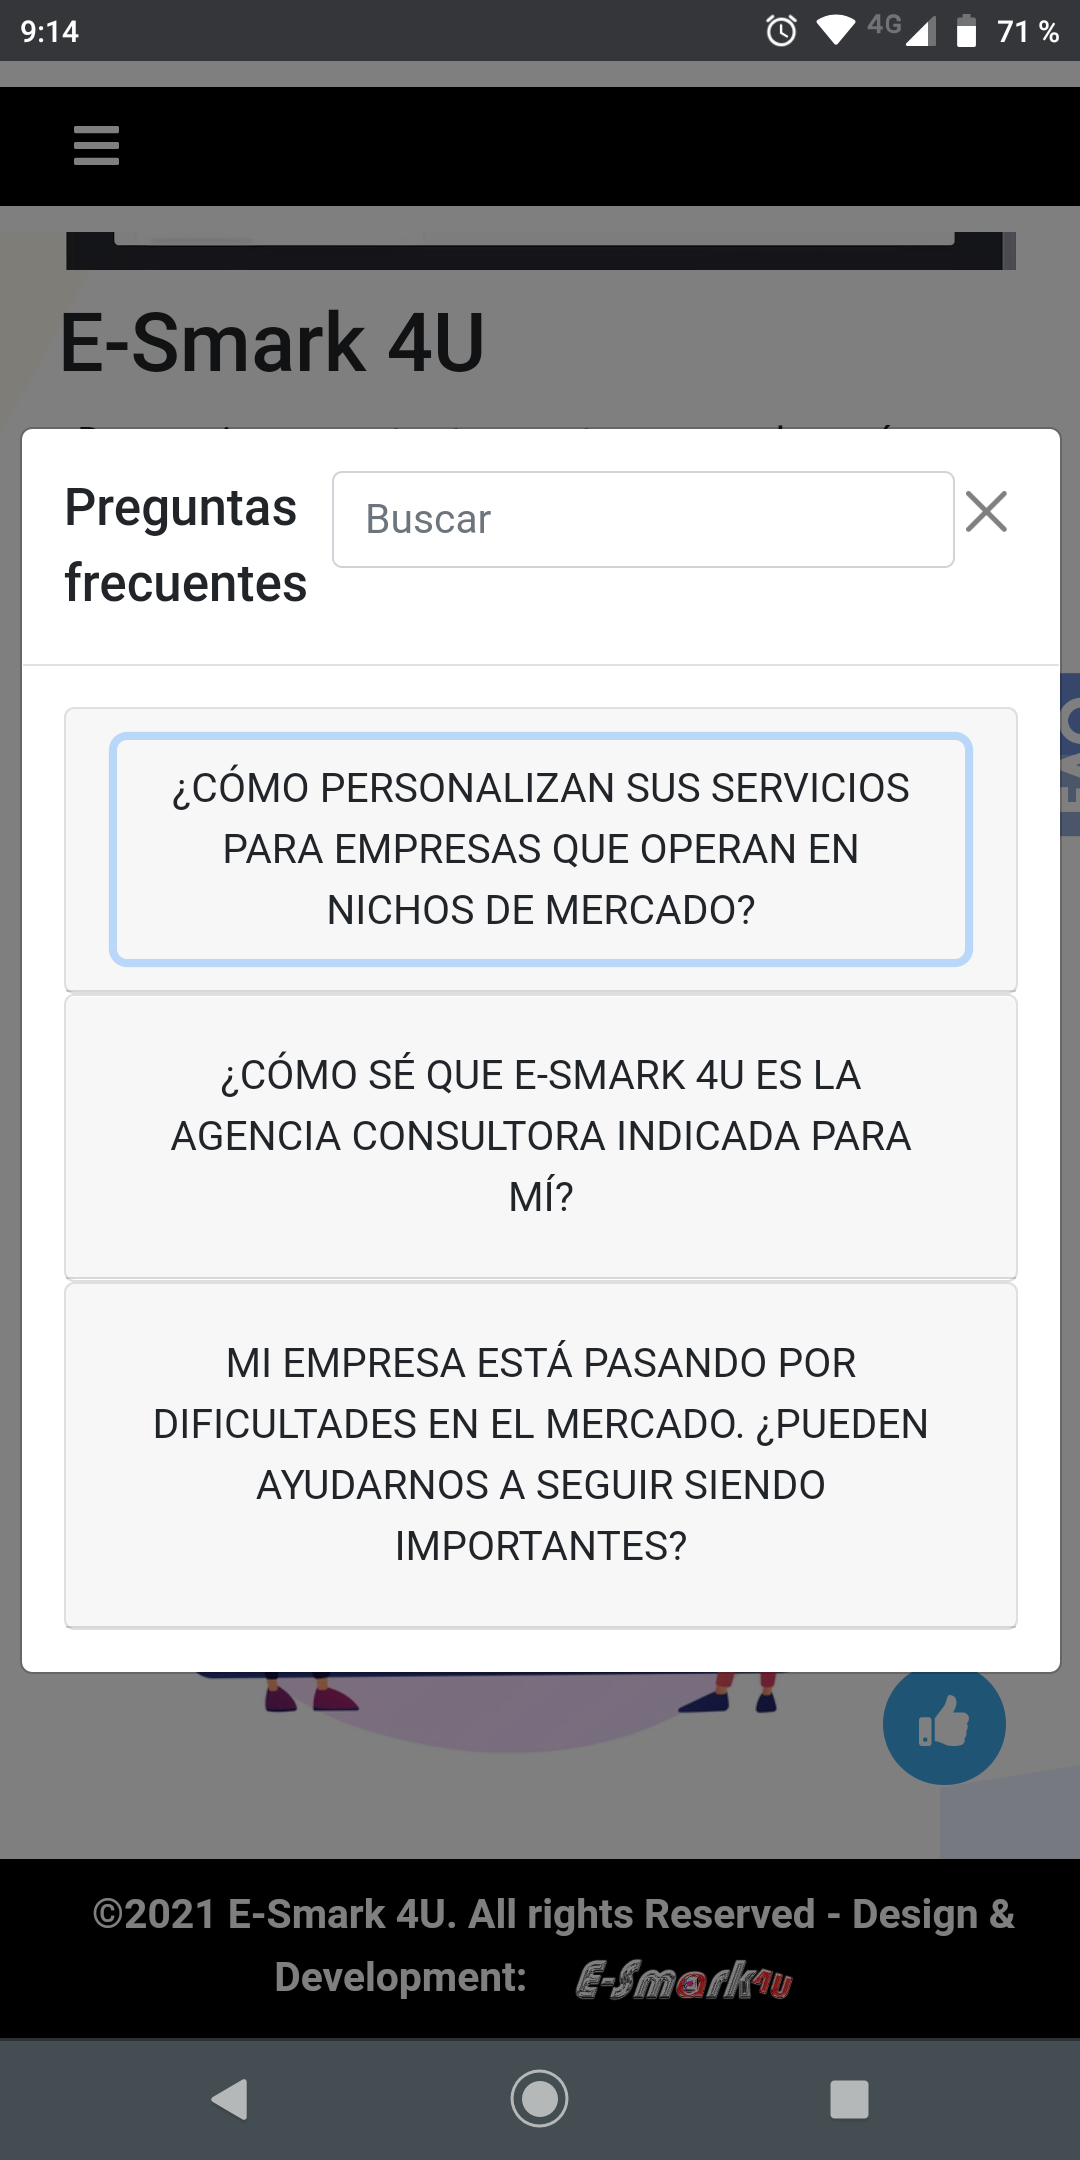 9:14
4G
71 %
E-Smark 4U
Preguntas
frecuentes
Buscar
¿CÓMO PERSONALIZAN SUS SERVICIOS
PARA EMPRESAS QUE OPERAN EN
NICHOS DE MERCADO?
¿CÓMO SÉ QUE E-SMARK 4U ES LA
AGENCIA CONSULTORA INDICADA PARA
MÍ?
MI EMPRESA ESTÁ PASANDO POR
DIFICULTADES EN EL MERCADO. ¿PUEDEN
AYUDARNOS A SEGUIR SIENDO
IMPORTANTES?
©2021 E-Smark 4U. All rights Reserved - Design &
Development: E-Smark4U